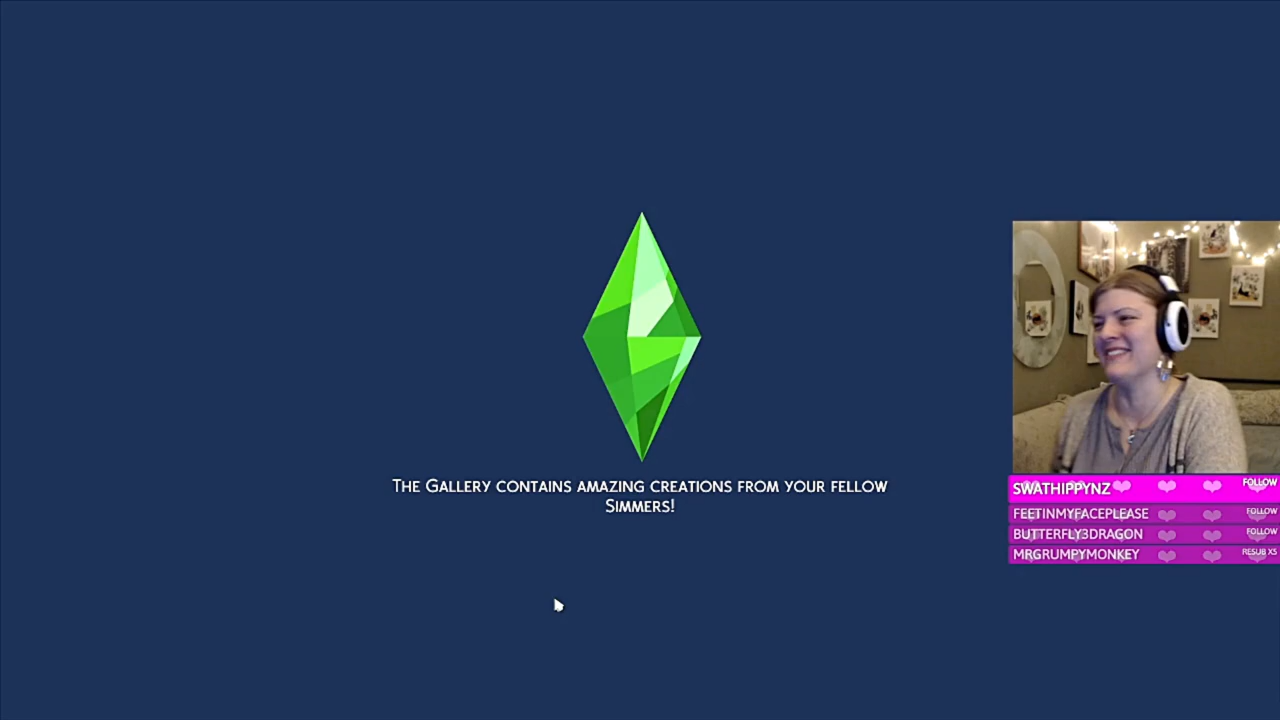 THE GALLERY CONTAINS AMAZING CREATIONS FROM YOUR FELLOW
SIMMERS!
SWATHIPPYNZ FOLLOW
FEETINMYFACEPLEASE FOLLOW
BUTTERFLY3DRAGON FOLLOW
MRGRUMPYMONKEY RESUB X5